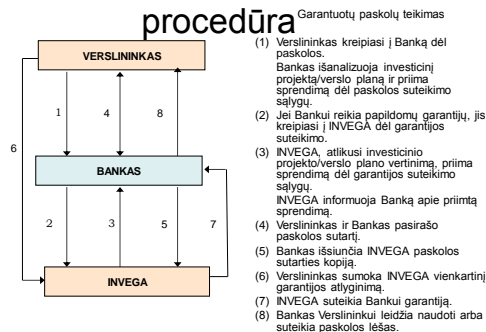 procedūra
Garantuotų paskolų teikimas
VERSLININKAS
1
4
8
6
BANKAS
2
3
5
7
INVEGA
(1) Verslininkas kreipiasi į Banką dėl
paskolos.
Bankas išanalizuoja investicinį
projektą/verslo planą ir priima
sprendimą dėl paskolos suteikimo
sąlygų.
(2) Jei Bankui reikia papildomų garantijų, jis
kreipiasi į INVEGA dėl garantijos
suteikimo.
(3) INVEGA, atlikusi investicinio
projekto/verslo plano vertinimą, priima
sprendimą dėl garantijos suteikimo
sąlygų.
INVEGA informuoja Banką apie priimtą
sprendimą.
(4) Verslininkas ir Bankas pasirašo
paskolos sutartį.
(5) Bankas išsiunčia INVEGA paskolos
sutarties kopiją.
(6) Verslininkas sumoka INVEGA vienkartinį
garantijos atlyginimą.
(7) INVEGA suteikia Bankui garantiją.
(8) Bankas Verslininkui leidžia naudoti arba
suteikia paskolos lėšas.